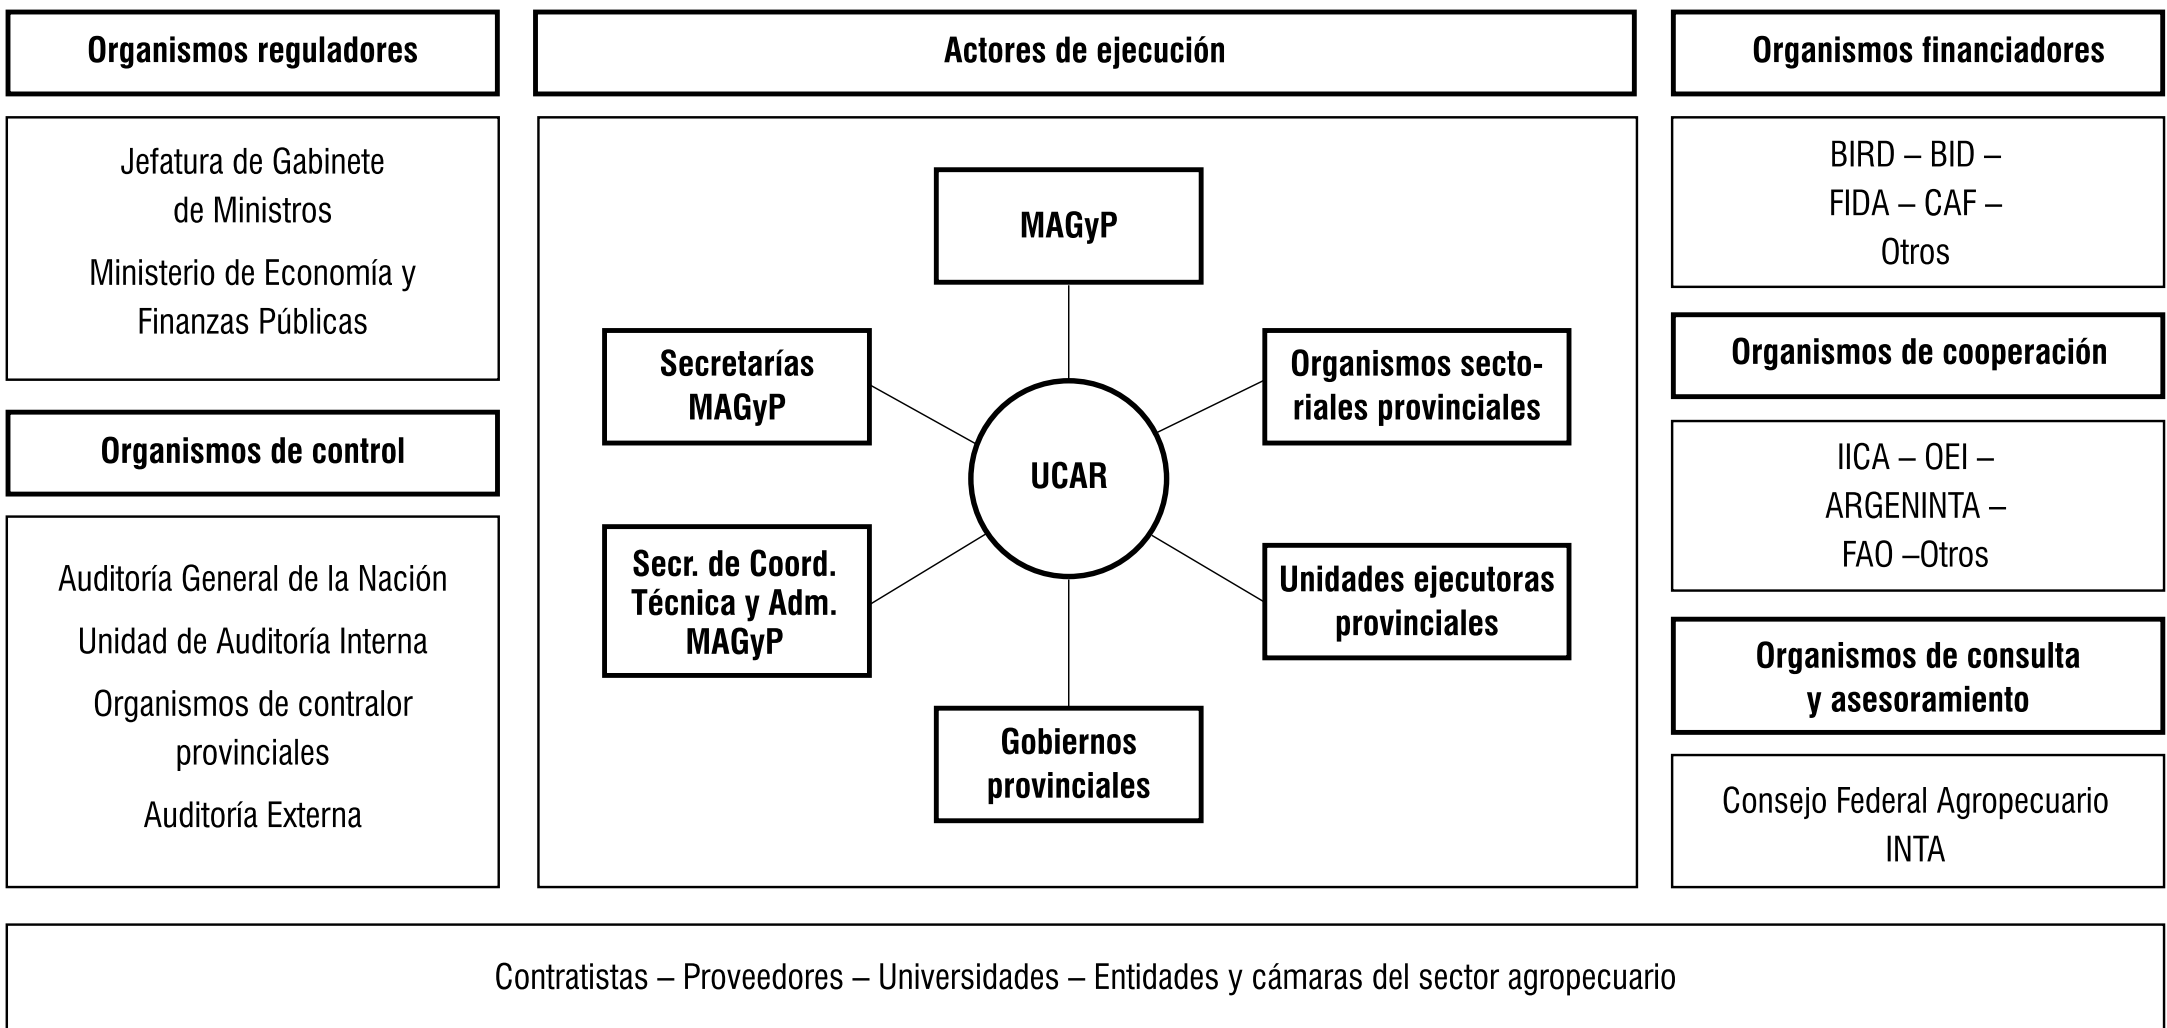 Organismos reguladores
Jefatura de Gabinete
de Ministros
Ministerio de Economía y
Finanzas Públicas
Organismos de control
Auditoría General de la Nación
Unidad de Auditoría Interna
Organismos de contralor
provinciales
Auditoría Externa
Actores de ejecución
MAGyP
Secretarías
MAGyP
Organismos secto-
riales provinciales
UCAR
Secr. de Coord.
Técnica y Adm.
MAGyP
Unidades ejecutoras
provinciales
Gobiernos
provinciales
Organismos financiadores
BIRD – BID –
FIDA – CAF –
Otros
Organismos de cooperación
IICA – OEI –
ARGENINTA –
FAO –Otros
Organismos de consulta
y asesoramiento
Consejo Federal Agropecuario
INTA
Contratistas – Proveedores – Universidades – Entidades y cámaras del sector agropecuario